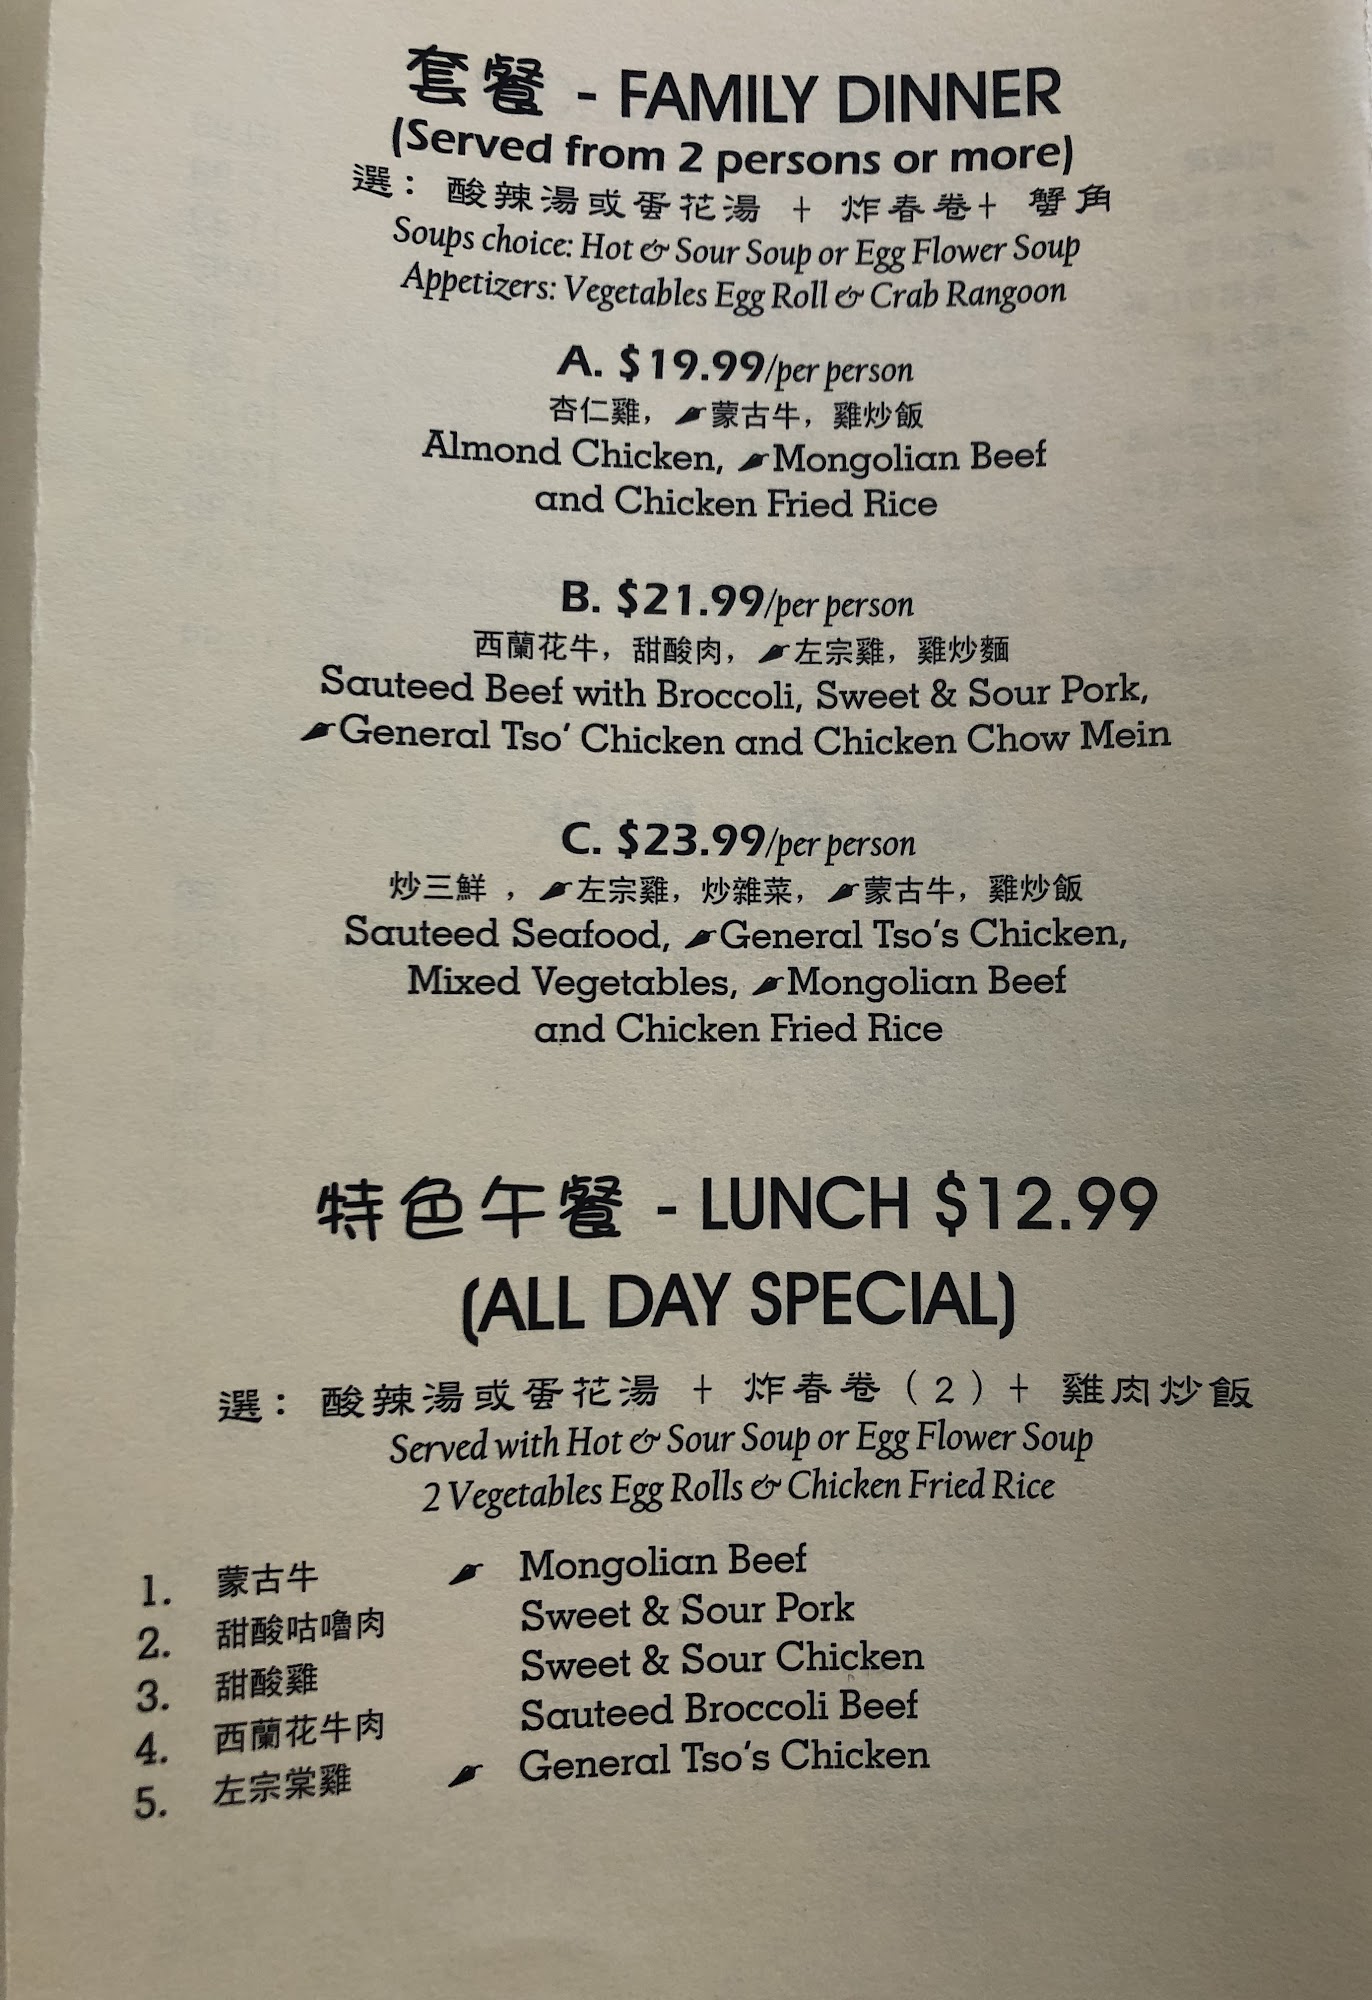 套餐 - FAMILY DINNER
(Served from 2 persons or more)
選： 酸辣湯或蛋花湯 + 炸春卷+ 蟹角
Soups choice: Hot & Sour Soup or Egg Flower Soup
Appetizers: Vegetables Egg Roll & Crab Rangoon
A. $19.99/per person
杏仁雞， 蒙古牛，雞炒飯
Almond Chicken, Mongolian Beef
and Chicken Fried Rice
B. $21.99/per person
西蘭花牛，甜酸肉， 左宗雞，雞炒麵
Sauteed Beef with Broccoli, Sweet & Sour Pork,
General Tso' Chicken and Chicken Chow Mein
C. $23.99/per person
炒三鮮 ， 左宗雞，炒雜菜， 蒙古牛，雞炒飯
Sauteed Seafood, General Tso's Chicken,
Mixed Vegetables, Mongolian Beef
and Chicken Fried Rice
特色午餐 - LUNCH $12.99
(ALL DAY SPECIAL)
選： 酸辣湯或蛋花湯 + 炸春卷（2）+ 雞肉炒飯
Served with Hot & Sour Soup or Egg Flower Soup
2 Vegetables Egg Rolls & Chicken Fried Rice
1. 蒙古牛 Mongolian Beef
2. 甜酸咕嚕肉 Sweet & Sour Pork
3. 甜酸雞 Sweet & Sour Chicken
4. 西蘭花牛肉 Sauteed Broccoli Beef
5. 左宗棠雞 General Tso's Chicken